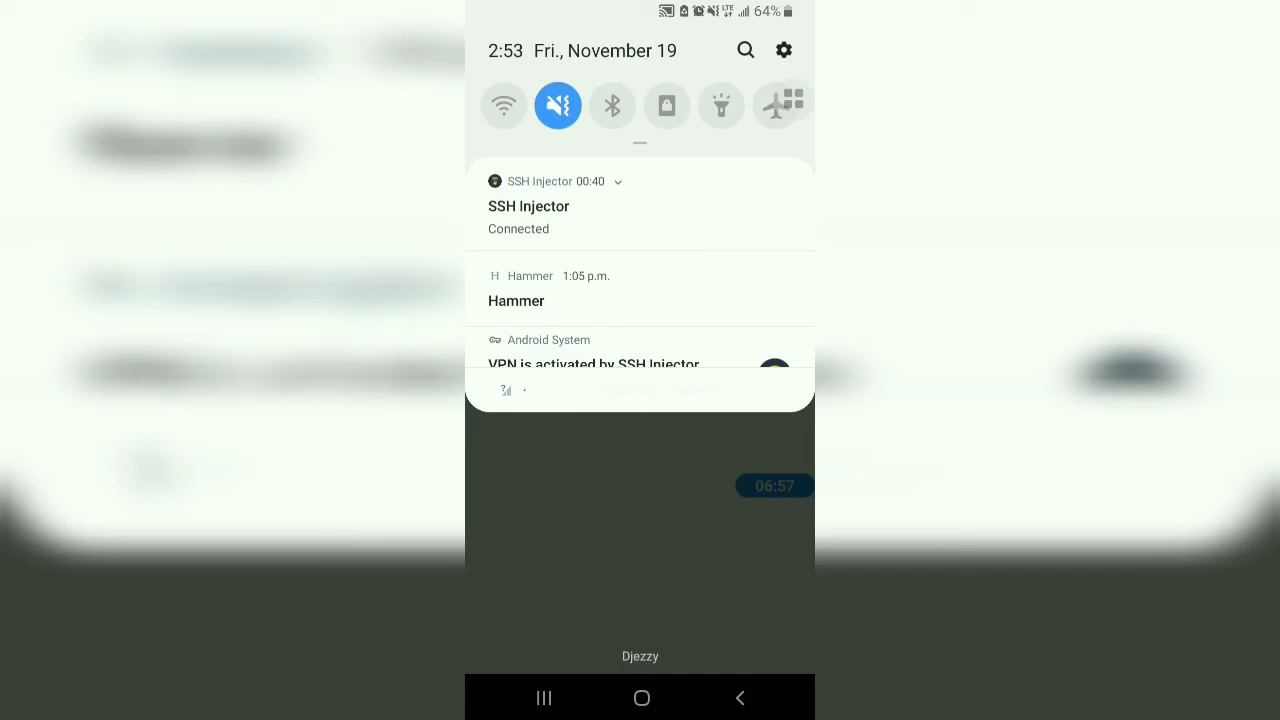 LTE 64%
2:53 Fri., November 19
SSH Injector 00:40
SSH Injector
Connected
H Hammer 1:05 p.m.
Hammer
Android System
VPN is activated by SSH Injector
06:57
Djezzy